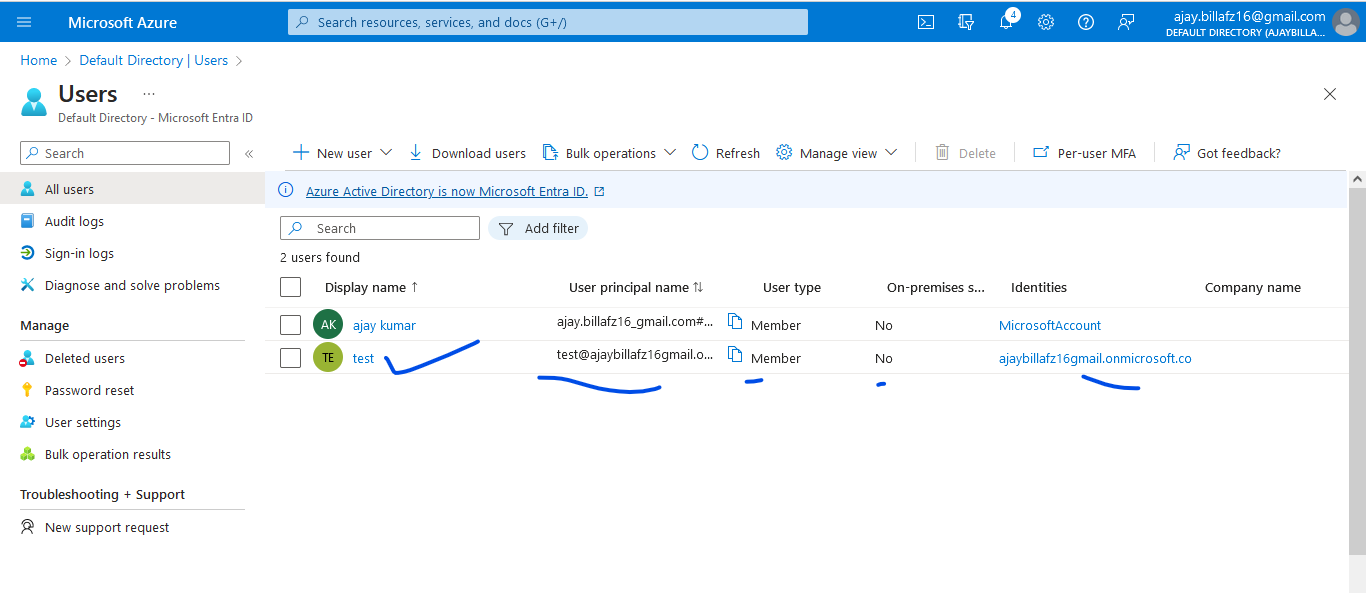 Microsoft Azure
Search resources, services, and docs (G+/)
4
ajay.billafz16@gmail.com
DEFAULT DIRECTORY (AJAYBILLA...
Home > Default Directory | Users >
Users ...
Default Directory - Microsoft Entra ID
Search
«
New user
Download users
Bulk operations
Refresh
Manage view
Delete
Per-user MFA
Got feedback?
All users
Audit logs
Sign-in logs
Diagnose and solve problems
Manage
Deleted users
Password reset
User settings
Bulk operation results
Troubleshooting + Support
New support request
Azure Active Directory is now Microsoft Entra ID.
Search
Add filter
2 users found
Display name ↑ User principal name ↑↓ User type On-premises s... Identities Company name
AK ajay kumar ajay.billafz16_gmail.com#... Member No MicrosoftAccount
TE test test@ajaybillafz16gmail.o... Member No ajaybillafz16gmail.onmicrosoft.co